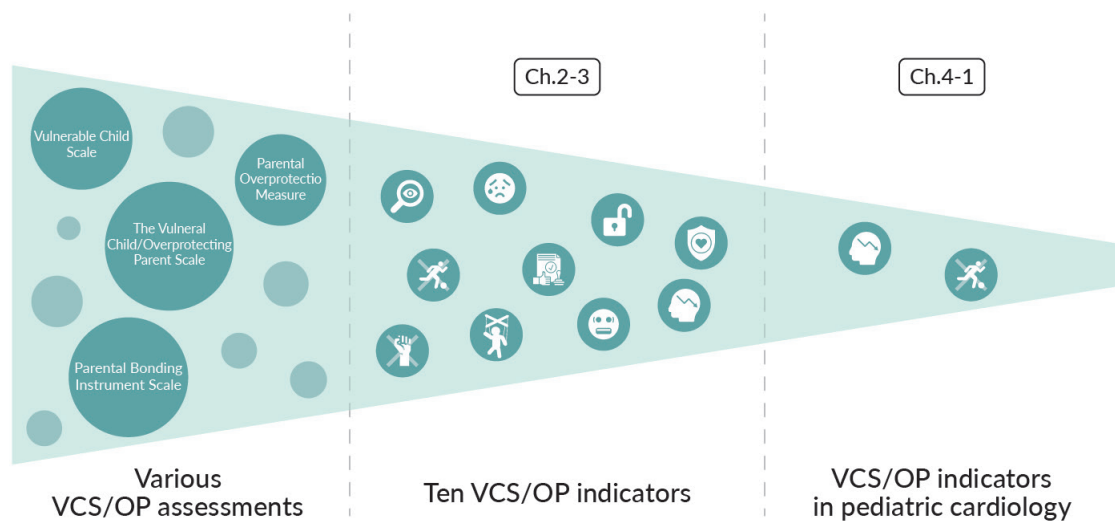 Ch.2-3
Ch.4-1
Vulnerable Child
Scale
Parental
Overprotectio
Measure
The Vulneral
Child/Overprotecting
Parent Scale
Parental Bonding
Instrument Scale
Various
VCS/OP assessments
Ten VCS/OP indicators
VCS/OP indicators
in pediatric cardiology